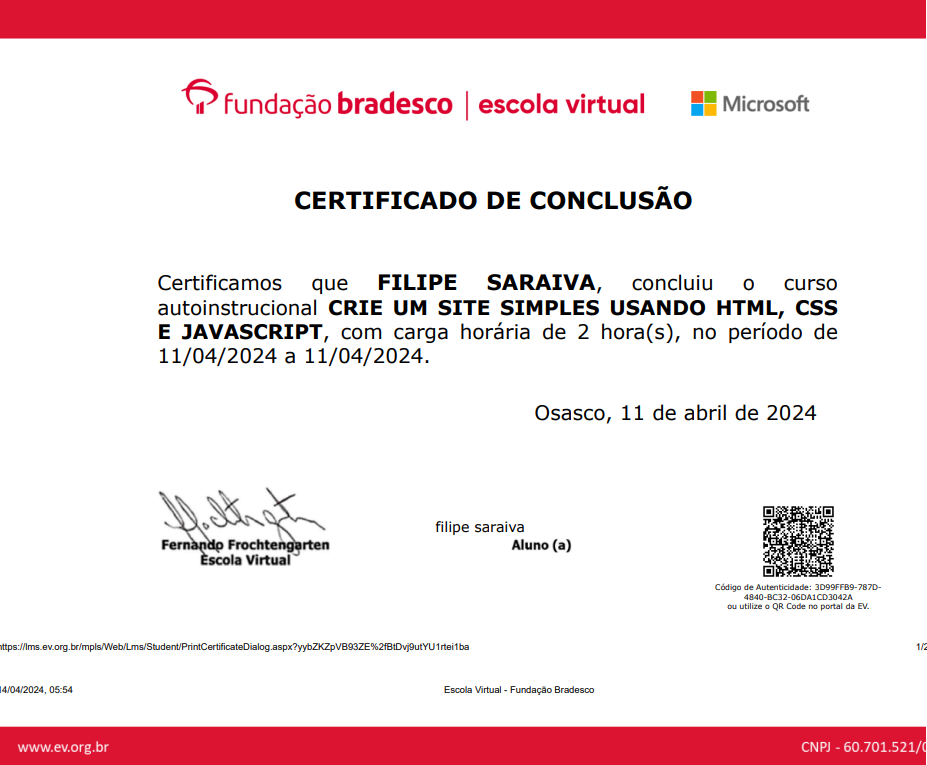 fundação bradesco | escola virtual
Microsoft
CERTIFICADO DE CONCLUSÃO
Certificamos que FILIPE SARAIVA, concluiu o curso
autoinstrucional CRIE UM SITE SIMPLES USANDO HTML, CSS
E JAVASCRIPT, com carga horária de 2 hora(s), no período de
11/04/2024 a 11/04/2024.
Osasco, 11 de abril de 2024
filipe saraiva
Fernando Frochtengarten
Escola Virtual
Aluno (a)
Código de Autenticidade: 3D99FFB9-787D-
4840-BC32-06DA1CD3042A
ou utilize o QR Code no portal da EV.
https://lms.ev.org.br/mpls/Web/Lms/Student/PrintCertificateDialog.aspx?yybZKZpVB93ZE%2fBtDvj9utYU1rtei1ba
1/2
14/04/2024, 05:54
Escola Virtual - Fundação Bradesco
www.ev.org.br
CNPJ - 60.701.521/0